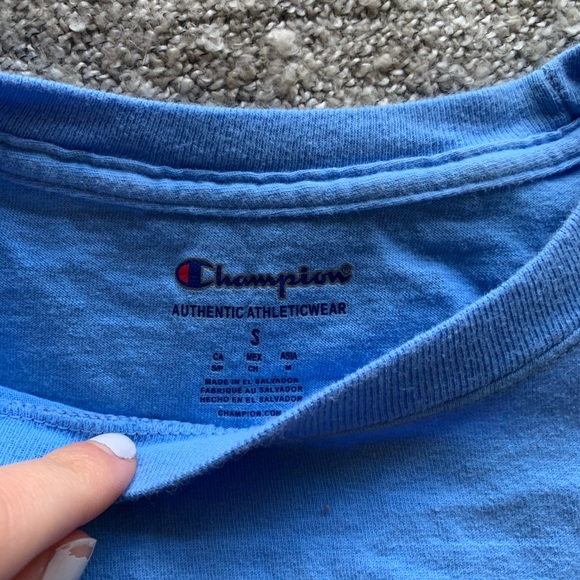 Champion®
AUTHENTIC ATHLETICWEAR
S
CA MEX ASIA
S/P CH M
MADE IN EL SALVADOR
FABRIQUÉ AU SALVADOR
HECHO EN EL SALVADOR
CHAMPION.COM